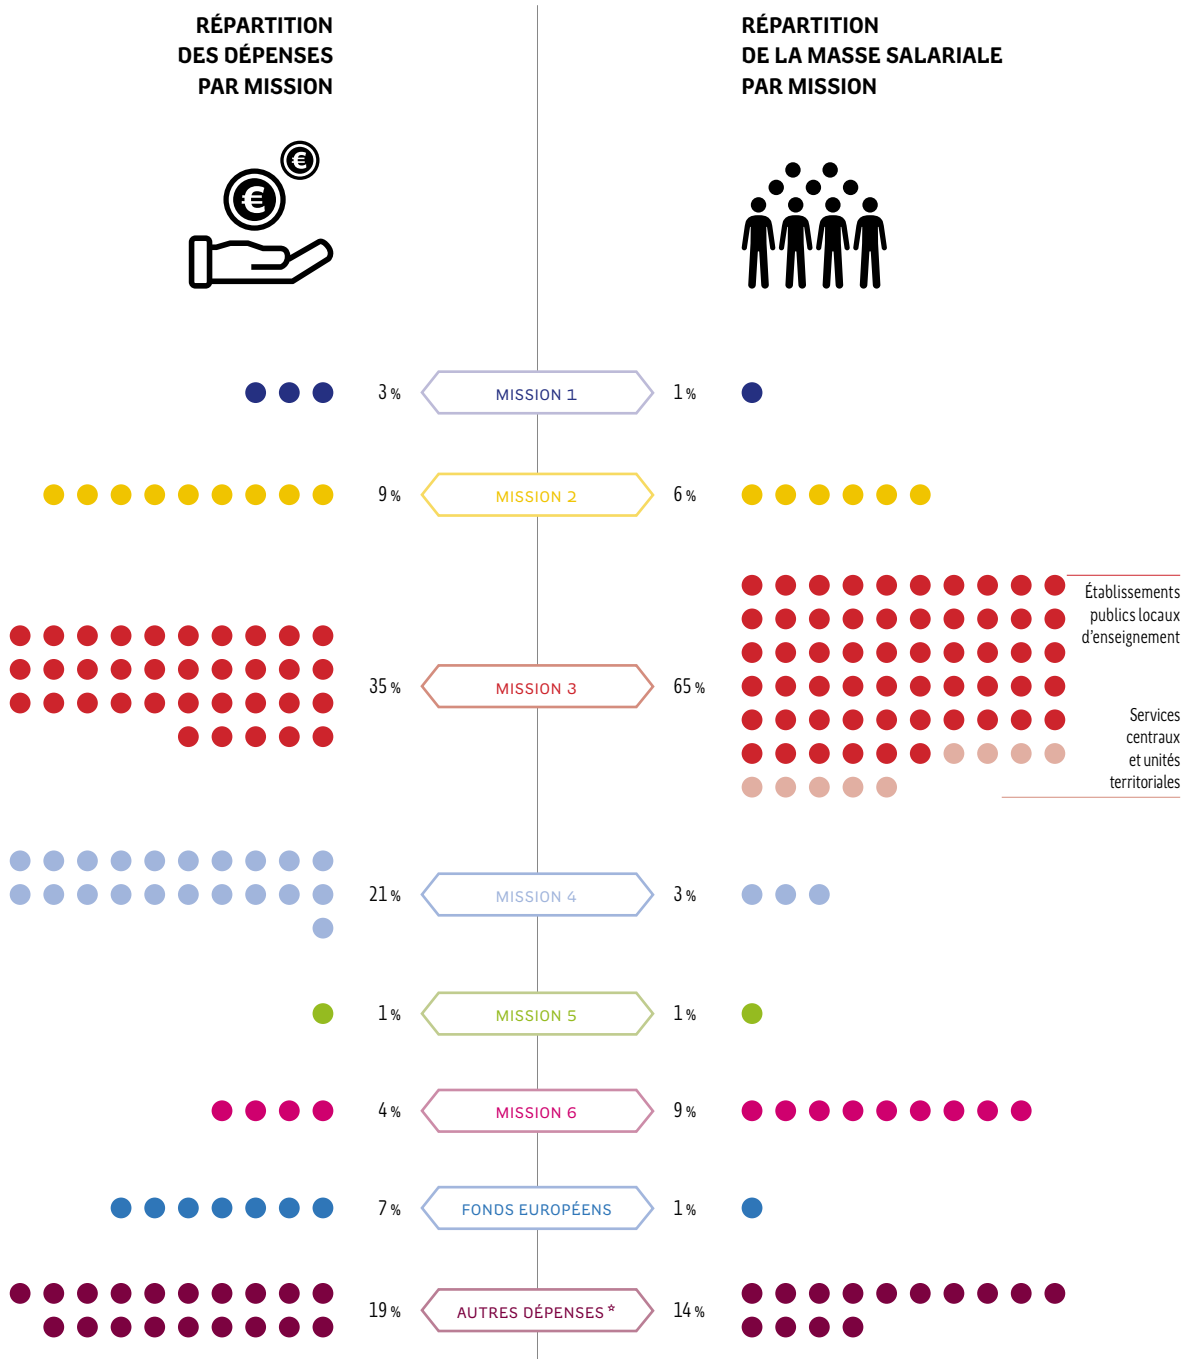 RÉPARTITION
DES DÉPENSES
PAR MISSION
RÉPARTITION
DE LA MASSE SALARIALE
PAR MISSION
€
€
3 %
MISSION 1
1 %
9 %
MISSION 2
6 %
35 %
MISSION 3
65 %
Établissements
publics locaux
d’enseignement
Services
centraux
et unités
territoriales
21 %
MISSION 4
3 %
1 %
MISSION 5
1 %
4 %
MISSION 6
9 %
7 %
FONDS EUROPÉENS
1 %
19 %
AUTRES DÉPENSES *
14 %